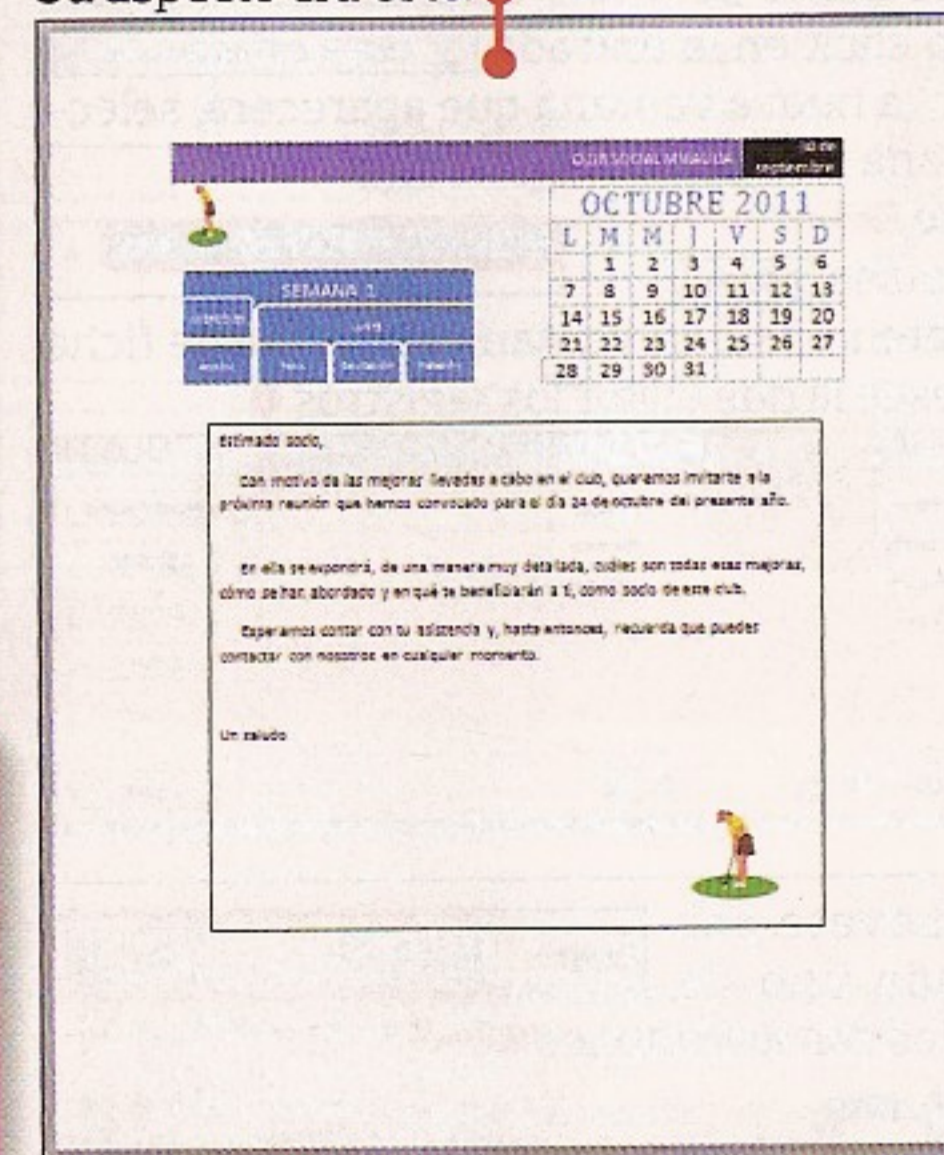 CLUB SOCIAL
30 de
septiembre
OCTUBRE 2011
L M M J V S D
1 2 3 4 5 6
7 8 9 10 11 12 13
14 15 16 17 18 19 20
21 22 23 24 25 26 27
28 29 30 31
SEMANA 1
Estimado socio,
Con motivo de las mejoras llevadas a cabo en el club, queremos invitarte a la
próxima reunión que hemos convocado para el día 24 de octubre del presente año.
En ella se expondrá, de una manera muy detallada, cuáles son todas esas mejoras,
cómo se han abordado y en qué te beneficiarán a ti, como socio de este club.
Esperamos contar con tu asistencia y, hasta entonces, recuerda que puedes
contactar con nosotros en cualquier momento.
Un saludo